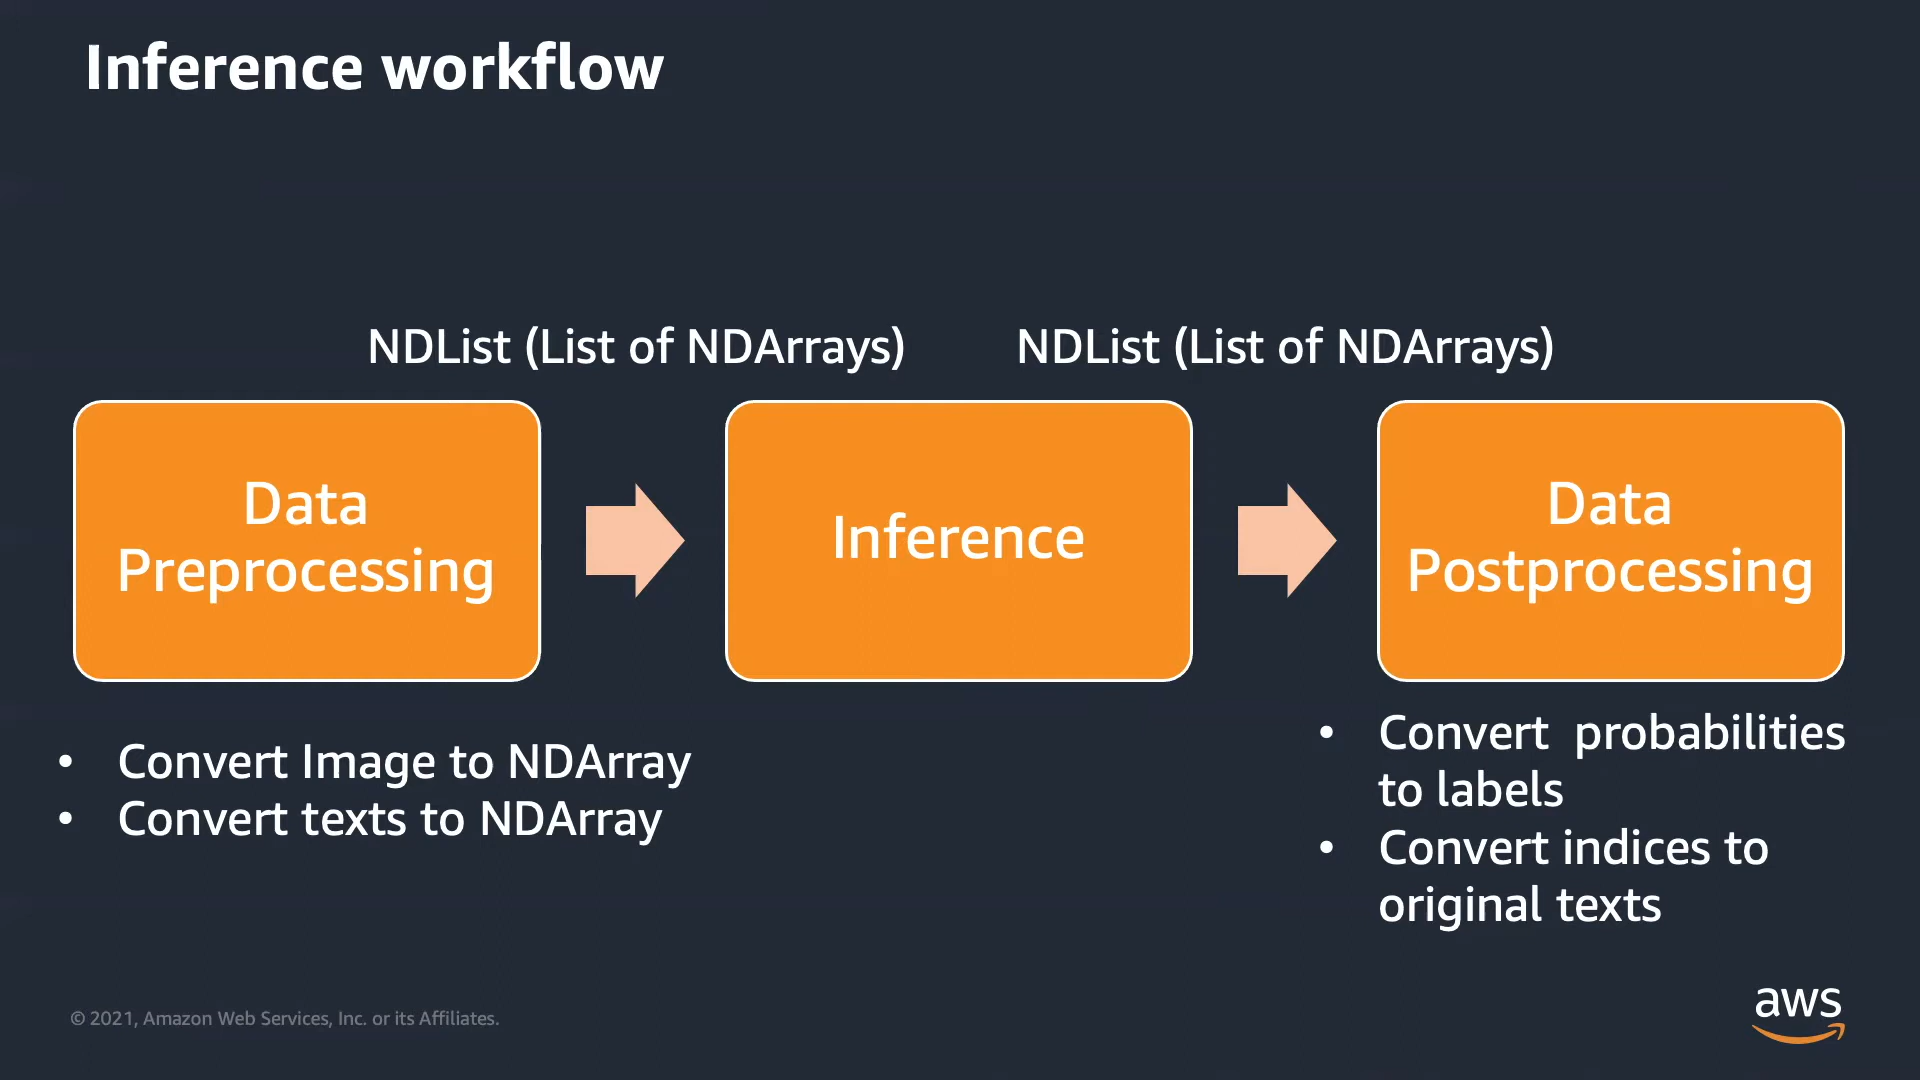 Inference workflow
NDList (List of NDArrays)
NDList (List of NDArrays)
Data
Preprocessing
Inference
Data
Postprocessing
• Convert Image to NDArray
• Convert texts to NDArray
• Convert probabilities
to labels
• Convert indices to
original texts
© 2021, Amazon Web Services, Inc. or its Affiliates.
aws